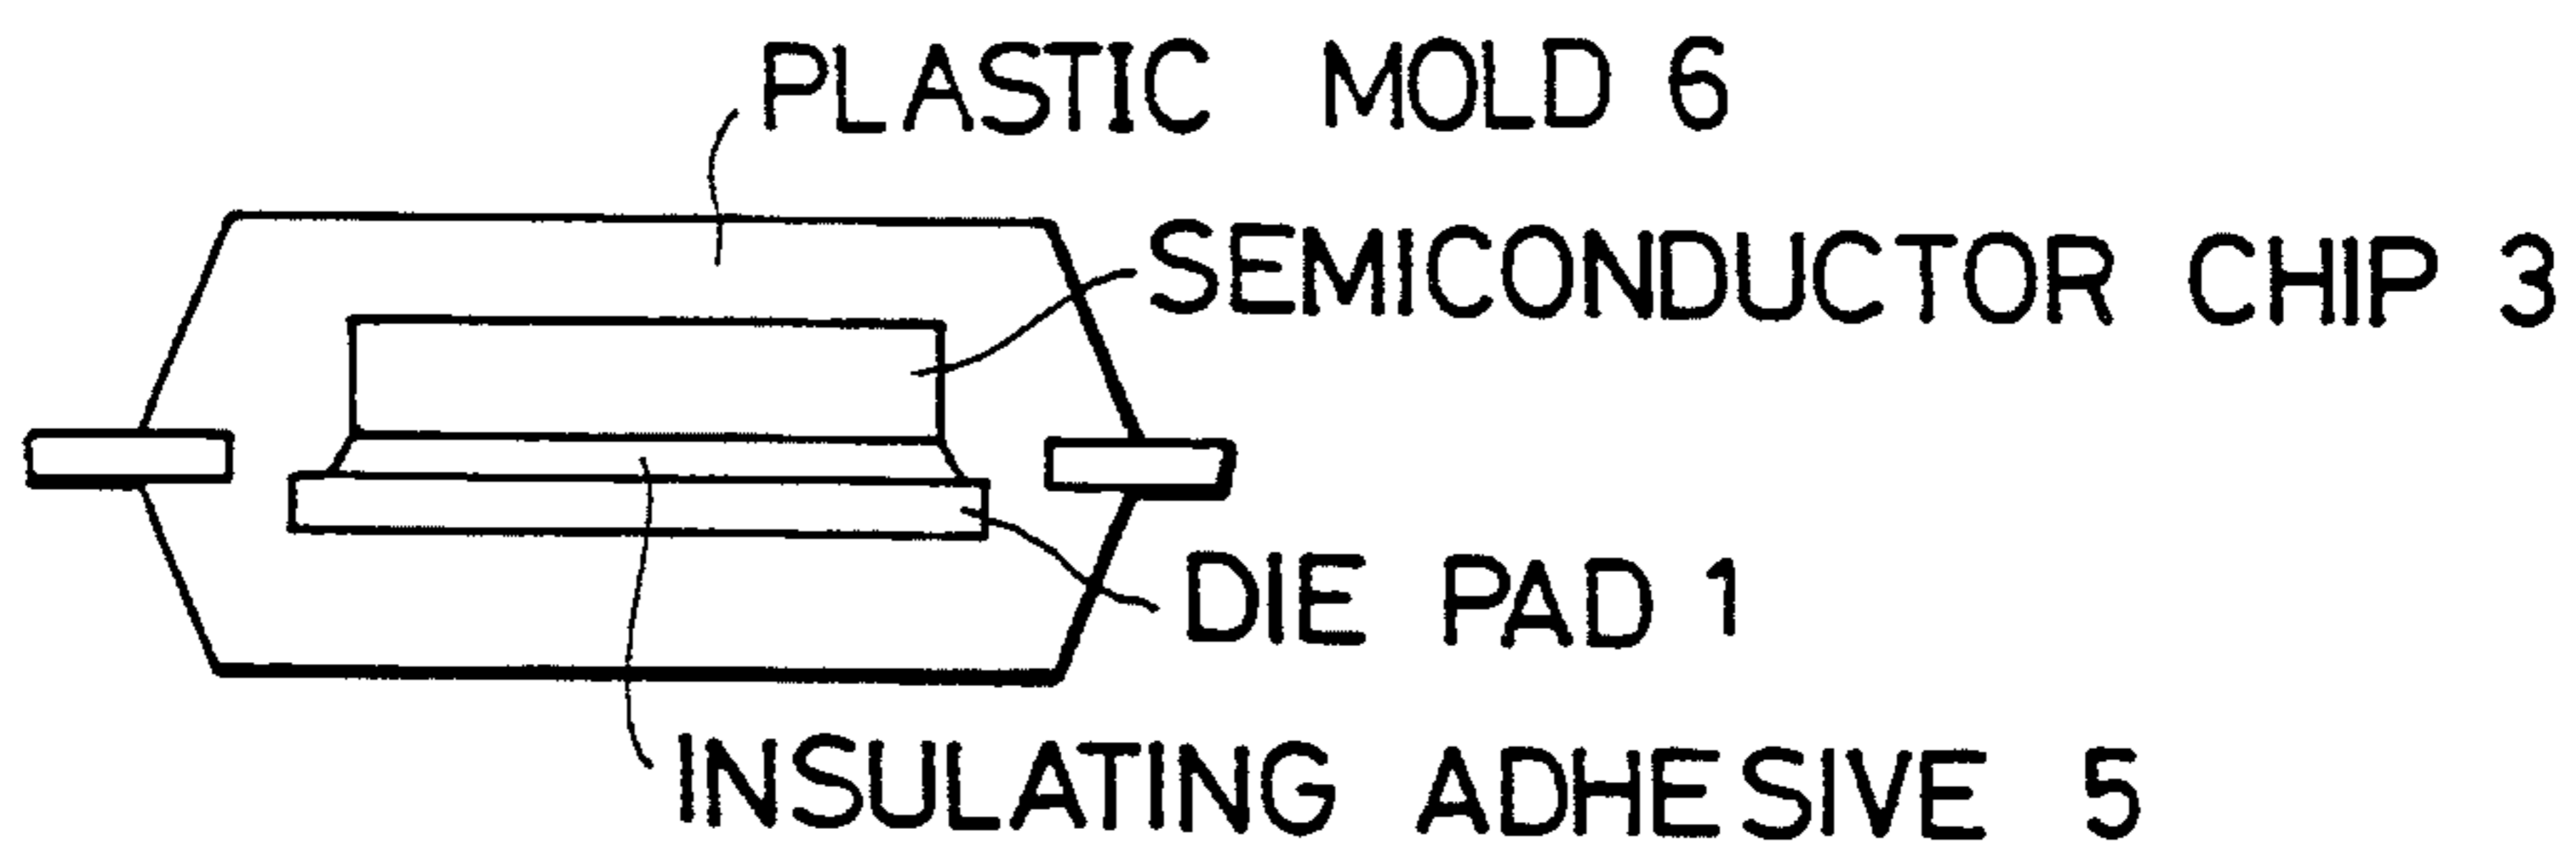 PLASTIC MOLD 6
SEMICONDUCTOR CHIP 3
DIE PAD 1
INSULATING ADHESIVE 5